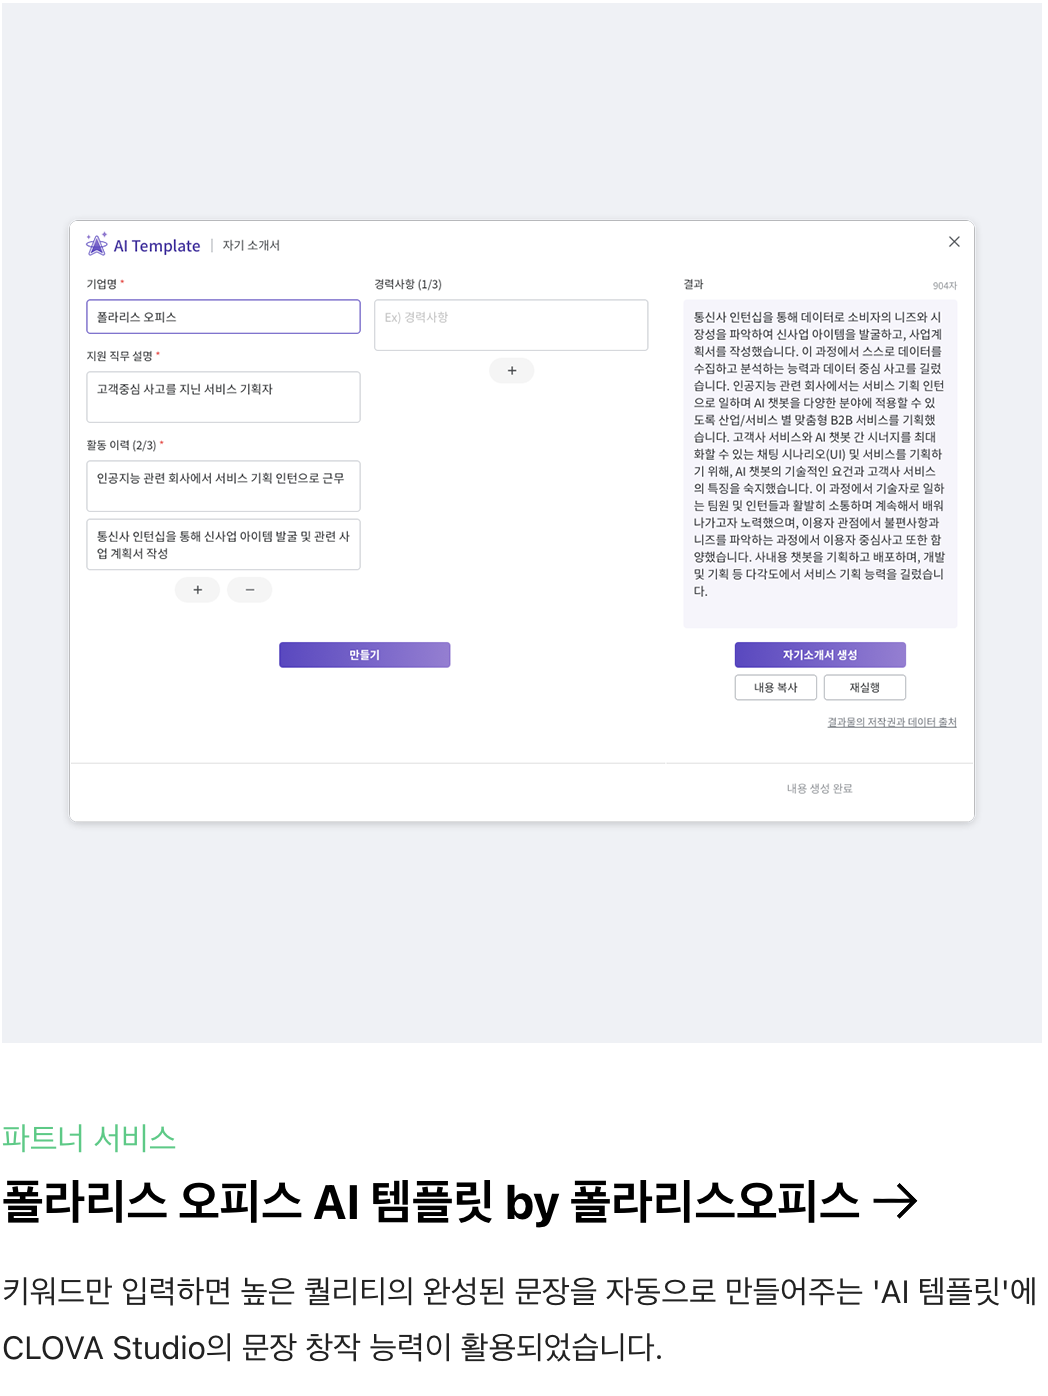 AI Template | 자기 소개서
기업명 *
폴라리스 오피스
지원 직무 설명 *
고객중심 사고를 지닌 서비스 기획자
활동 이력 (2/3) *
인공지능 관련 회사에서 서비스 기획 인턴으로 근무
통신사 인턴십을 통해 신사업 아이템 발굴 및 관련 사
업 계획서 작성
+ −
경력사항 (1/3)
Ex) 경력사항
+
만들기
결과 904자
통신사 인턴십을 통해 데이터로 소비자의 니즈와 시
장성을 파악하여 신사업 아이템을 발굴하고, 사업계
획서를 작성했습니다. 이 과정에서 스스로 데이터를
수집하고 분석하는 능력과 데이터 중심 사고를 길렀
습니다. 인공지능 관련 회사에서는 서비스 기획 인턴
으로 일하며 AI 챗봇을 다양한 분야에 적용할 수 있
도록 산업/서비스 별 맞춤형 B2B 서비스를 기획했
습니다. 고객사 서비스와 AI 챗봇 간 시너지를 최대
화할 수 있는 채팅 시나리오(UI) 및 서비스를 기획하
기 위해, AI 챗봇의 기술적인 요건과 고객사 서비스
의 특징을 숙지했습니다. 이 과정에서 기술자로 일하
는 팀원 및 인턴들과 활발히 소통하며 계속해서 배워
나가고자 노력했으며, 이용자 관점에서 불편사항과
니즈를 파악하는 과정에서 이용자 중심사고 또한 함
양했습니다. 사내용 챗봇을 기획하고 배포하며, 개발
및 기획 등 다각도에서 서비스 기획 능력을 길렀습니
다.
자기소개서 생성
내용 복사 재실행
결과물의 저작권과 데이터 출처
내용 생성 완료
파트너 서비스
폴라리스 오피스 AI 템플릿 by 폴라리스오피스 →
키워드만 입력하면 높은 퀄리티의 완성된 문장을 자동으로 만들어주는 'AI 템플릿'에
CLOVA Studio의 문장 창작 능력이 활용되었습니다.